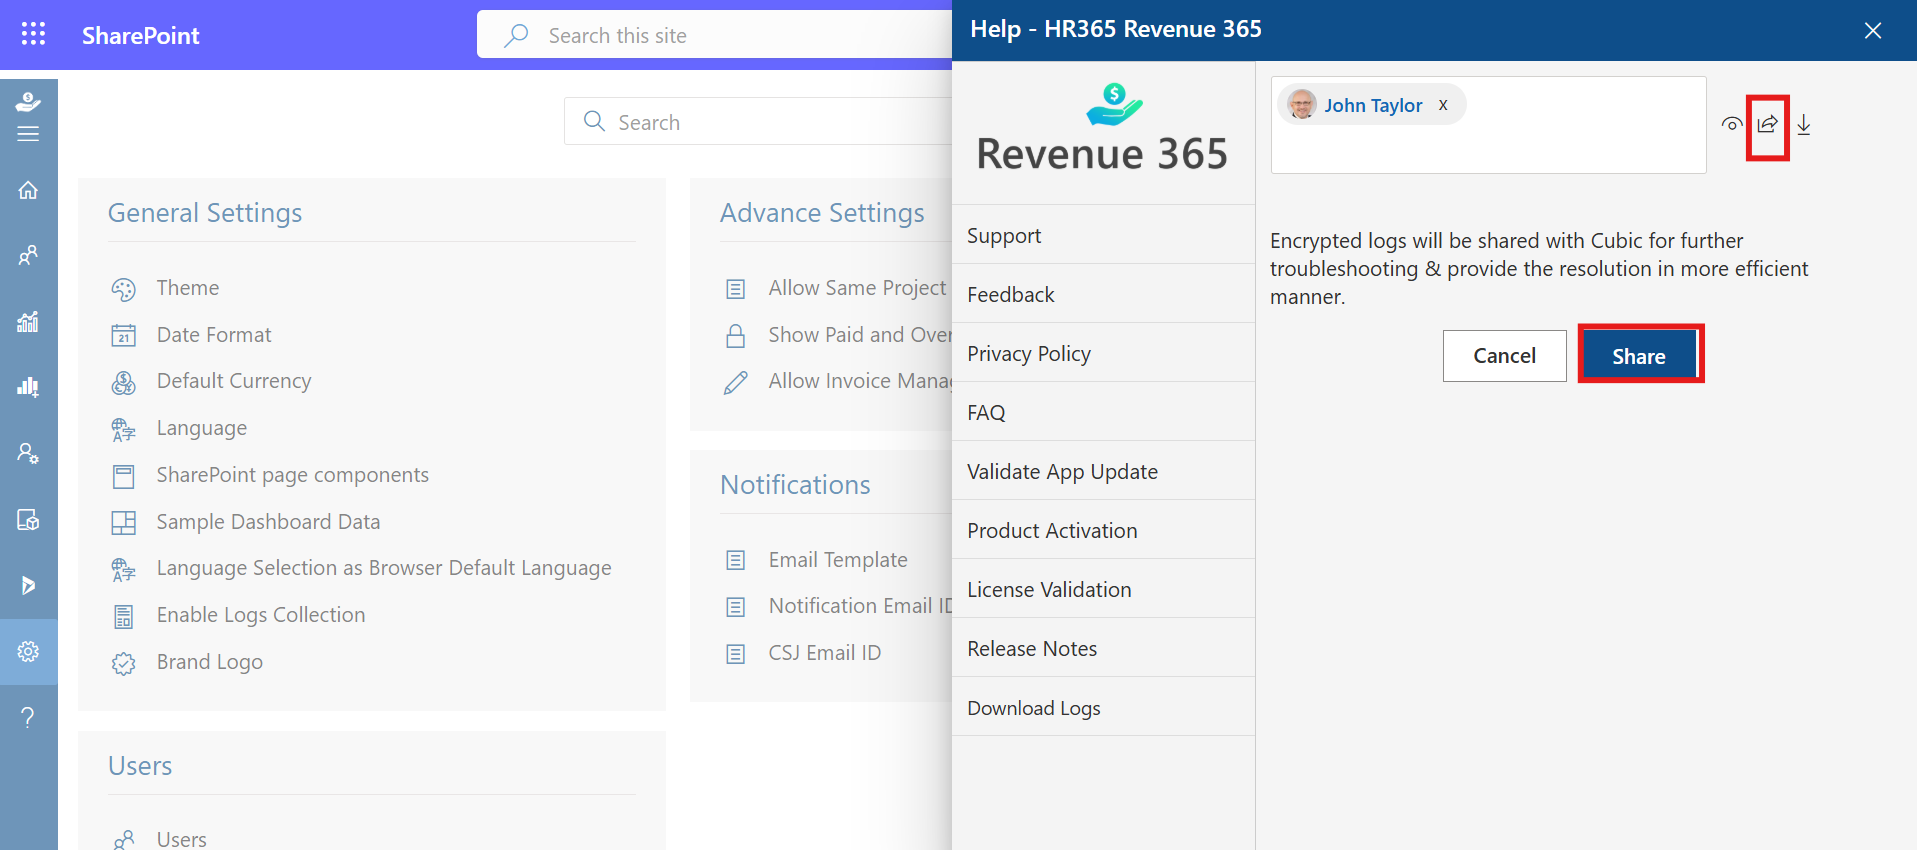 SharePoint
Search this site
Search
General Settings
Theme
21
Date Format
Default Currency
Language
SharePoint page components
Sample Dashboard Data
Language Selection as Browser Default Language
Enable Logs Collection
Brand Logo
Users
Users
Advance Settings
Allow Same Project
Show Paid and Over
Allow Invoice Manag
Notifications
Email Template
Notification Email ID
CSJ Email ID
Help - HR365 Revenue 365
Revenue 365
Support
Feedback
Privacy Policy
FAQ
Validate App Update
Product Activation
License Validation
Release Notes
Download Logs
John Taylor x
Encrypted logs will be shared with Cubic for further
troubleshooting & provide the resolution in more efficient
manner.
Cancel
Share